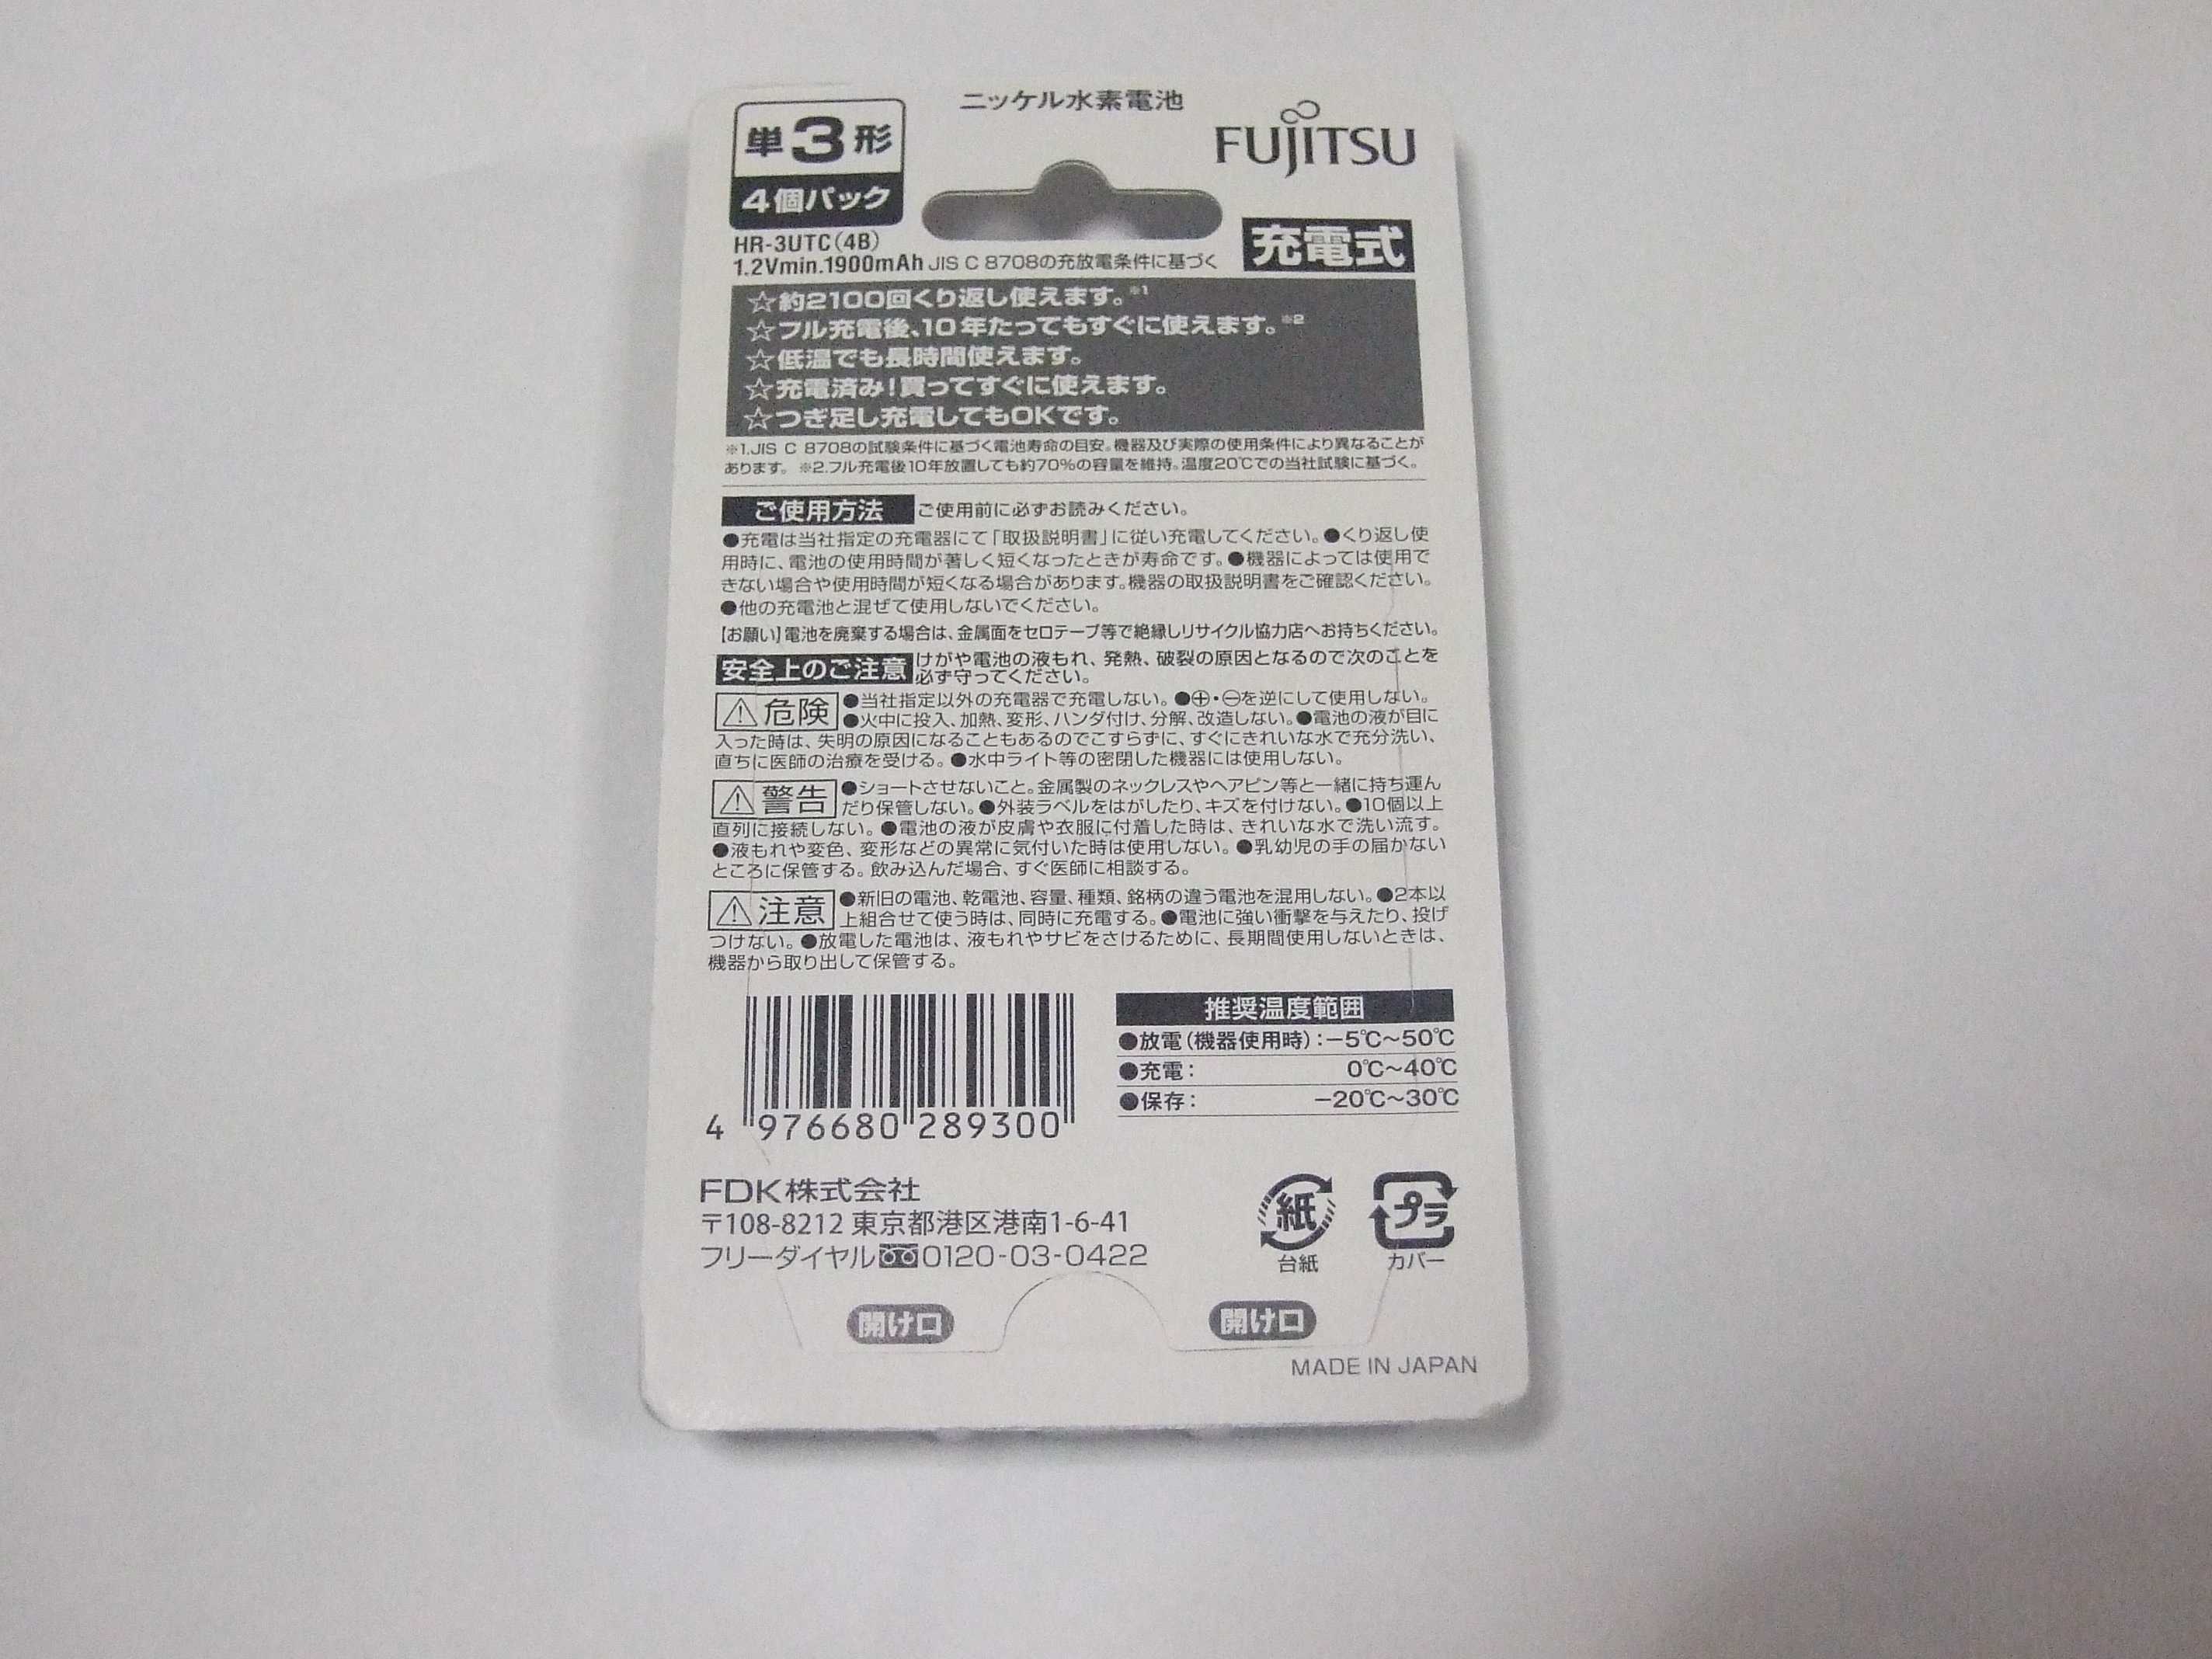 ニッケル水素電池
単3形
4個パック
FUJITSU
HR-3UTC(4B)
1.2Vmin.1900mAh JIS C 8708の充放電条件に基づく
充電式
☆約2100回くり返し使えます。※1
☆フル充電後、10年たってもすぐに使えます。※2
☆低温でも長時間使えます。
☆充電済み!買ってすぐに使えます。
☆つぎ足し充電してもOKです。
※1.JIS C 8708の試験条件に基づく電池寿命の目安。機器及び実際の使用条件により異なることが
あります。 ※2.フル充電後10年放置しても約70%の容量を維持。温度20℃での当社試験に基づく。
ご使用方法 ご使用前に必ずお読みください。
●充電は当社指定の充電器にて「取扱説明書」に従い充電してください。●くり返し使
用時に、電池の使用時間が著しく短くなったときが寿命です。●機器によっては使用で
きない場合や使用時間が短くなる場合があります。機器の取扱説明書をご確認ください。
●他の充電池と混ぜて使用しないでください。
【お願い】電池を廃棄する場合は、金属面をセロテープ等で絶縁しリサイクル協力店へお持ちください。
安全上のご注意 けがや電池の液もれ、発熱、破裂の原因となるので次のことを
必ず守ってください。
⚠危険 ●当社指定以外の充電器で充電しない。●⊕・⊖を逆にして使用しない。
●火中に投入、加熱、変形、ハンダ付け、分解、改造しない。●電池の液が目に
入った時は、失明の原因になることもあるのでこすらずに、すぐにきれいな水で充分洗い、
直ちに医師の治療を受ける。●水中ライト等の密閉した機器には使用しない。
⚠警告 ●ショートさせないこと。金属製のネックレスやヘアピン等と一緒に持ち運ん
だり保管しない。●外装ラベルをはがしたり、キズを付けない。●10個以上
直列に接続しない。●電池の液が皮膚や衣服に付着した時は、きれいな水で洗い流す。
●液もれや変色、変形などの異常に気付いた時は使用しない。●乳幼児の手の届かない
ところに保管する。飲み込んだ場合、すぐ医師に相談する。
⚠注意 ●新旧の電池、乾電池、容量、種類、銘柄の違う電池を混用しない。●2本以
上組合せて使う時は、同時に充電する。●電池に強い衝撃を与えたり、投げ
つけない。●放電した電池は、液もれやサビをさけるために、長期間使用しないときは、
機器から取り出して保管する。
推奨温度範囲
●放電(機器使用時):−5℃〜50℃
●充電: 0℃〜40℃
●保存: −20℃〜30℃
4 976680 289300
FDK株式会社
〒108-8212 東京都港区港南1-6-41
フリーダイヤル 0120-03-0422
紙
台紙
プラ
カバー
開け口
開け口
MADE IN JAPAN